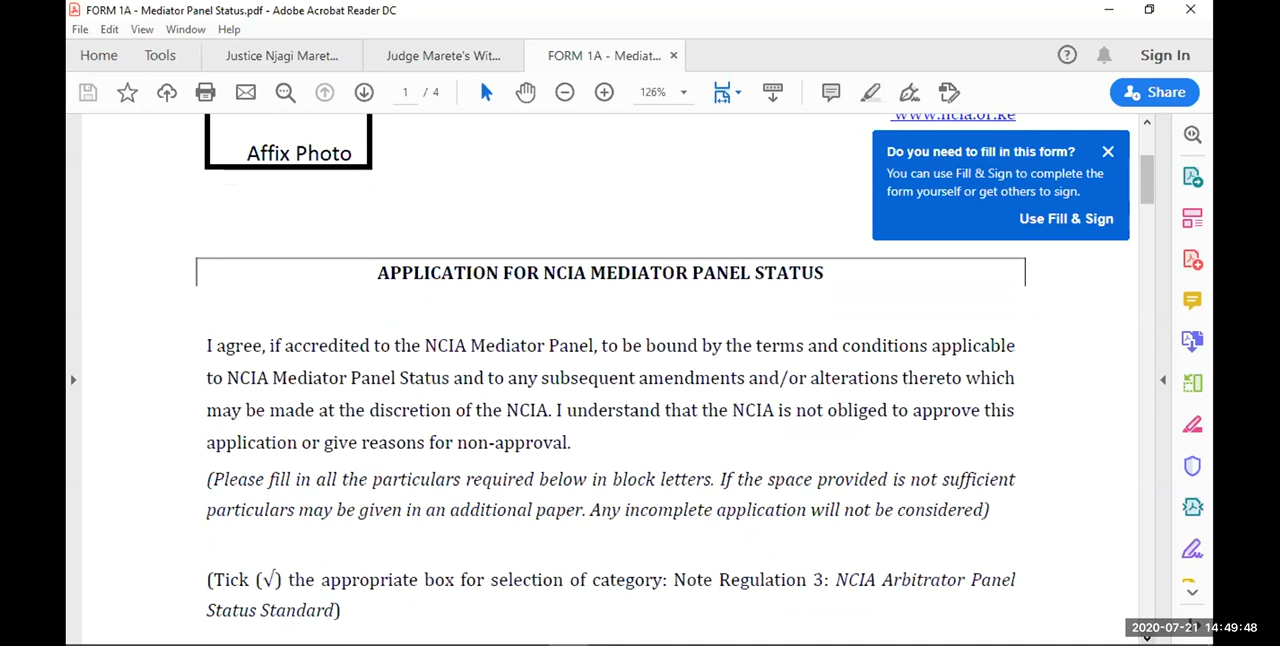 FORM 1A - Mediator Panel Status.pdf - Adobe Acrobat Reader DC
File Edit View Window Help
Home Tools Justice Njagi Maret... Judge Marete's Wit... FORM 1A - Mediat... ×
Sign In
1 / 4 126% Share
www.ncia.or.ke
Affix Photo
Do you need to fill in this form?
You can use Fill & Sign to complete the
form yourself or get others to sign.
Use Fill & Sign
APPLICATION FOR NCIA MEDIATOR PANEL STATUS
I agree, if accredited to the NCIA Mediator Panel, to be bound by the terms and conditions applicable
to NCIA Mediator Panel Status and to any subsequent amendments and/or alterations thereto which
may be made at the discretion of the NCIA. I understand that the NCIA is not obliged to approve this
application or give reasons for non-approval.
(Please fill in all the particulars required below in block letters. If the space provided is not sufficient
particulars may be given in an additional paper. Any incomplete application will not be considered)
(Tick (√) the appropriate box for selection of category: Note Regulation 3: NCIA Arbitrator Panel
Status Standard)
2020-07-21 14:49:48